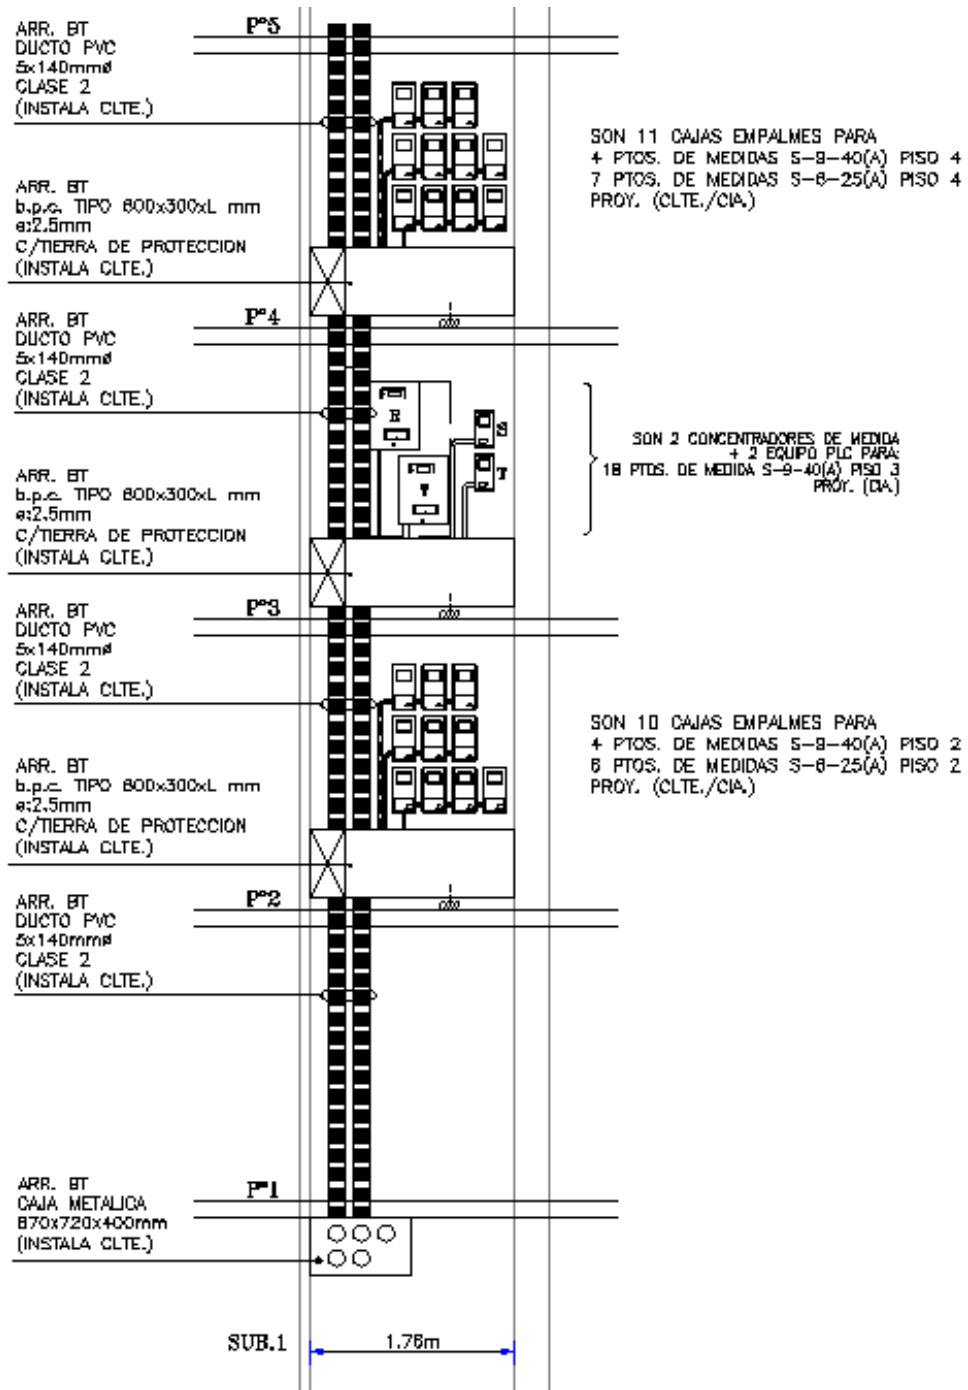 ARR. BT
DUCTO PVC
5x140mmø
CLASE 2
(INSTALA CLTE.)
P°5
SON 11 CAJAS EMPALMES PARA
4 PTOS. DE MEDIDAS S-9-40(A) PISO 4
7 PTOS. DE MEDIDAS S-6-25(A) PISO 4
PROY. (CLTE./CIA.)
ARR. BT
b.p.c. TIPO 600x300xL mm
e:2.5mm
C/TIERRA DE PROTECCION
(INSTALA CLTE.)
ARR. BT
DUCTO PVC
5x140mmø
CLASE 2
(INSTALA CLTE.)
P°4
R
S
T
SON 2 CONCENTRADORES DE MEDIDA
+ 2 EQUIPO PLC PARA:
18 PTOS. DE MEDIDA S-9-40(A) PISO 3
PROY. (CIA.)
ARR. BT
b.p.c. TIPO 600x300xL mm
e:2.5mm
C/TIERRA DE PROTECCION
(INSTALA CLTE.)
ARR. BT
DUCTO PVC
5x140mmø
CLASE 2
(INSTALA CLTE.)
P°3
SON 10 CAJAS EMPALMES PARA
4 PTOS. DE MEDIDAS S-9-40(A) PISO 2
6 PTOS. DE MEDIDAS S-6-25(A) PISO 2
PROY. (CLTE./CIA.)
ARR. BT
b.p.c. TIPO 600x300xL mm
e:2.5mm
C/TIERRA DE PROTECCION
(INSTALA CLTE.)
ARR. BT
DUCTO PVC
5x140mmø
CLASE 2
(INSTALA CLTE.)
P°2
ARR. BT
CAJA METALICA
870x720x400mm
(INSTALA CLTE.)
P°1
SUB.1
1.76m